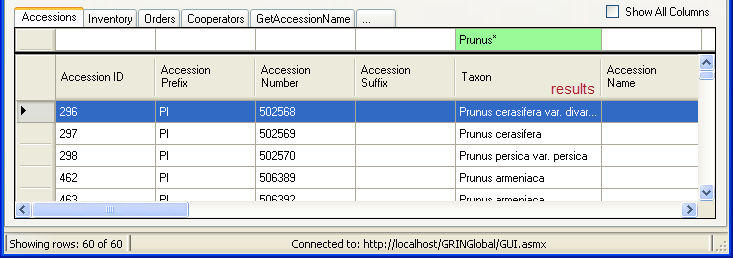 Accessions Inventory Orders Cooperators GetAccessionName ... Show All Columns
Prunus*
Accession ID Accession Prefix Accession Number Accession Suffix Taxon results Accession Name
296 PI 502568 Prunus cerasifera var. divar...
297 PI 502569 Prunus cerasifera
298 PI 502570 Prunus persica var. persica
462 PI 506389 Prunus armeniaca
463 PI 506392 Prunus armeniaca
Showing rows: 60 of 60 Connected to: http://localhost/GRINGlobal/GUI.asmx